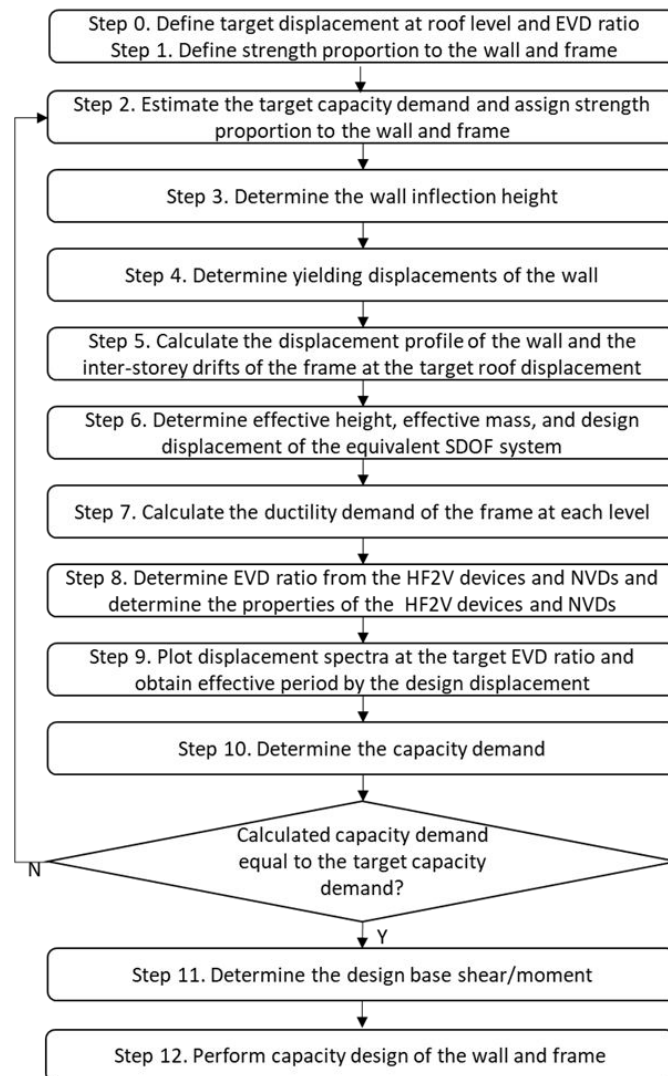 Step 0. Define target displacement at roof level and EVD ratio
Step 1. Define strength proportion to the wall and frame
Step 2. Estimate the target capacity demand and assign strength
proportion to the wall and frame
Step 3. Determine the wall inflection height
Step 4. Determine yielding displacements of the wall
Step 5. Calculate the displacement profile of the wall and the
inter-storey drifts of the frame at the target roof displacement
Step 6. Determine effective height, effective mass, and design
displacement of the equivalent SDOF system
Step 7. Calculate the ductility demand of the frame at each level
Step 8. Determine EVD ratio from the HF2V devices and NVDs and
determine the properties of the HF2V devices and NVDs
Step 9. Plot displacement spectra at the target EVD ratio and
obtain effective period by the design displacement
Step 10. Determine the capacity demand
Calculated capacity demand
equal to the target capacity
demand?
N
Y
Step 11. Determine the design base shear/moment
Step 12. Perform capacity design of the wall and frame